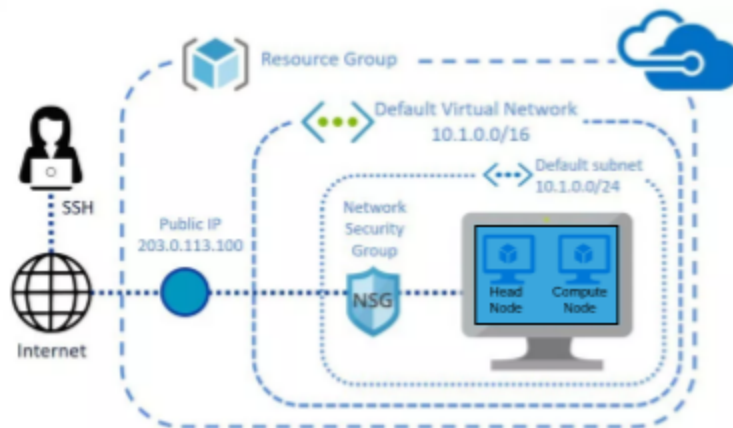 Resource Group
Default Virtual Network
10.1.0.0/16
Default subnet
10.1.0.0/24
SSH
Public IP
203.0.113.100
Network
Security
Group
NSG
Head
Node
Compute
Node
Internet